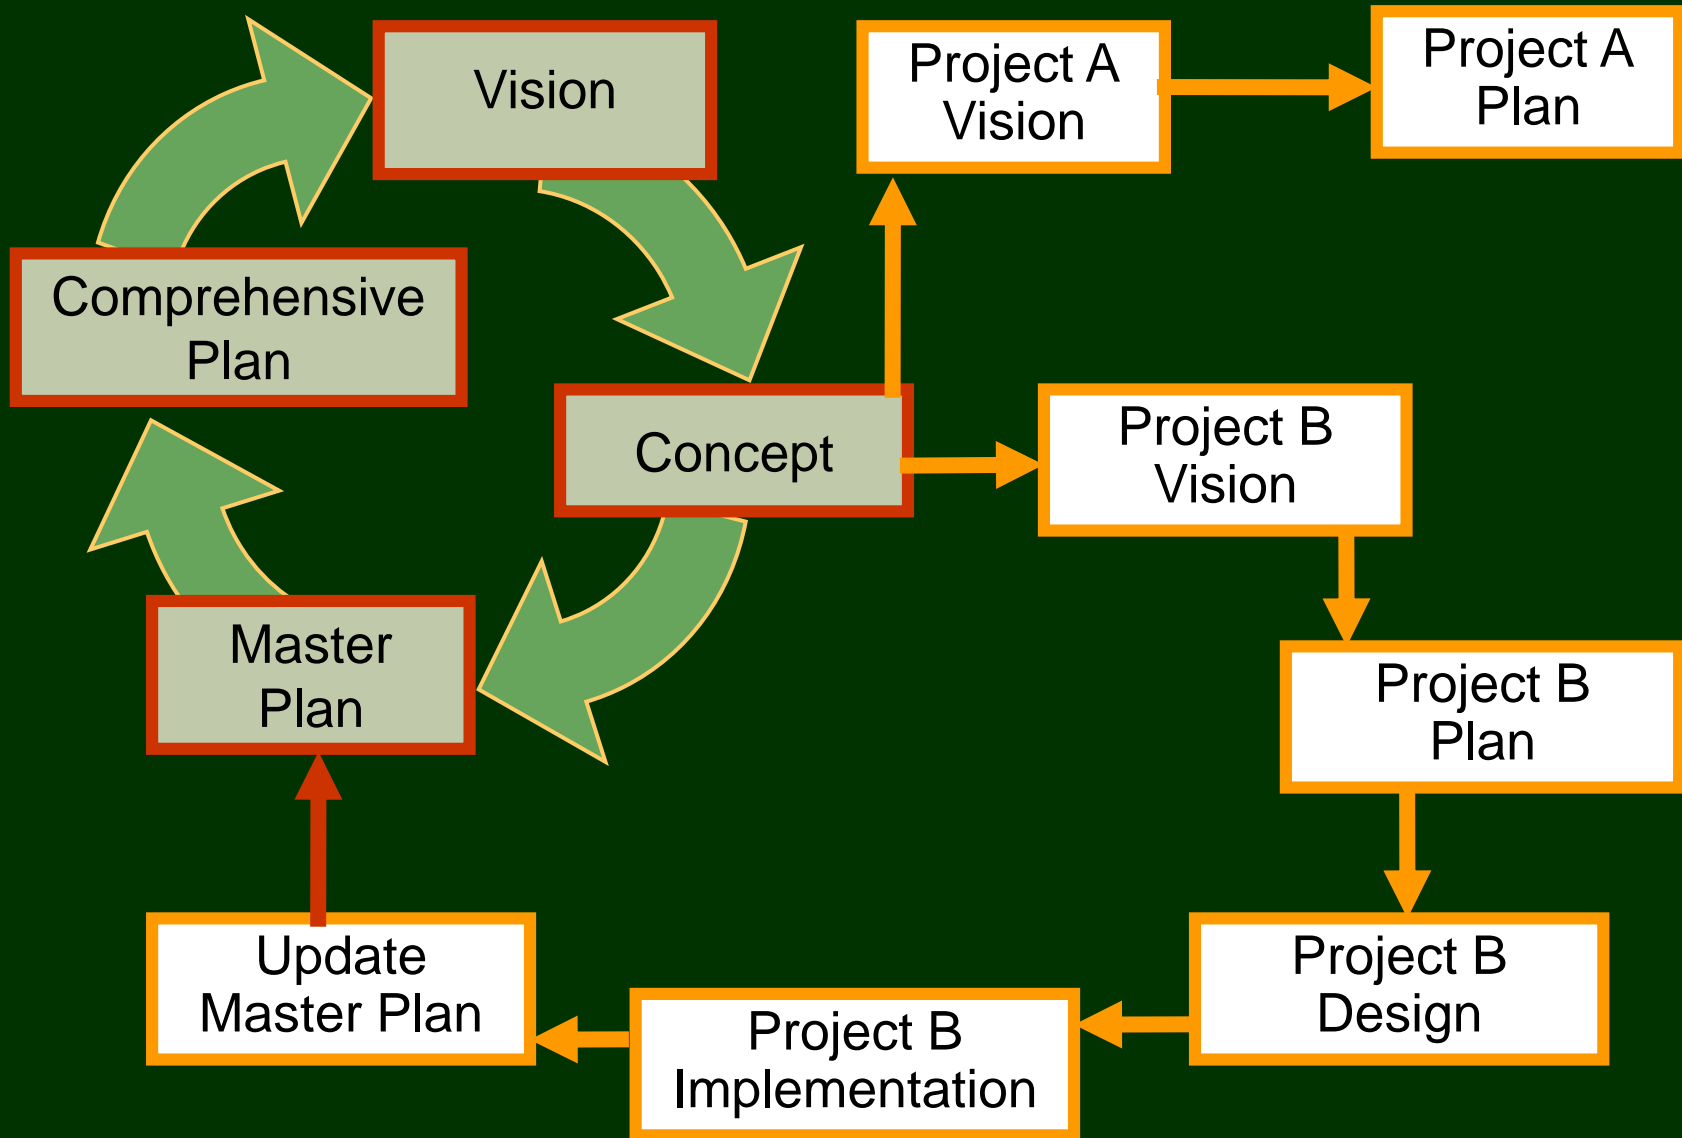 Vision
Project A
Vision
Project A
Plan
Comprehensive
Plan
Concept
Project B
Vision
Master
Plan
Project B
Plan
Update
Master Plan
Project B
Implementation
Project B
Design